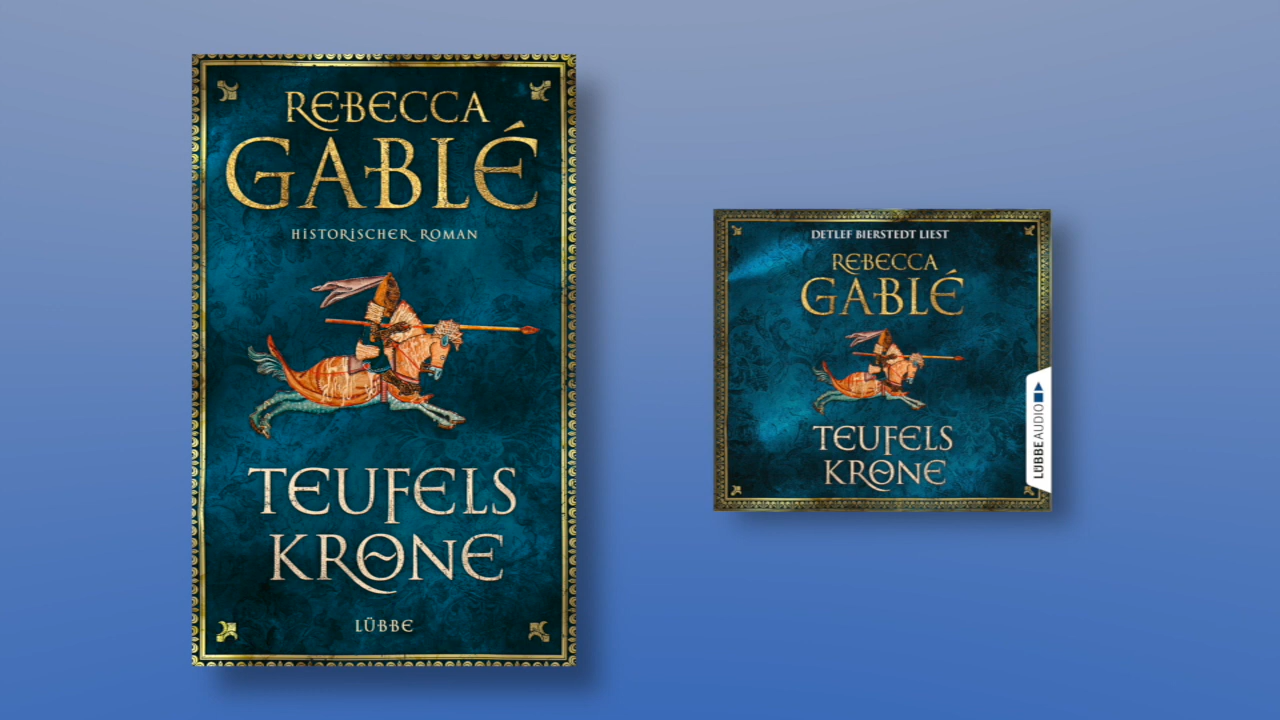 REBECCA
GABLÉ
HISTORISCHER ROMAN
TEUFELS
KRONE
LÜBBE
DETLEF BIERSTEDT LIEST
REBECCA
GABLÉ
TEUFELS
KRONE
LÜBBEAUDIO